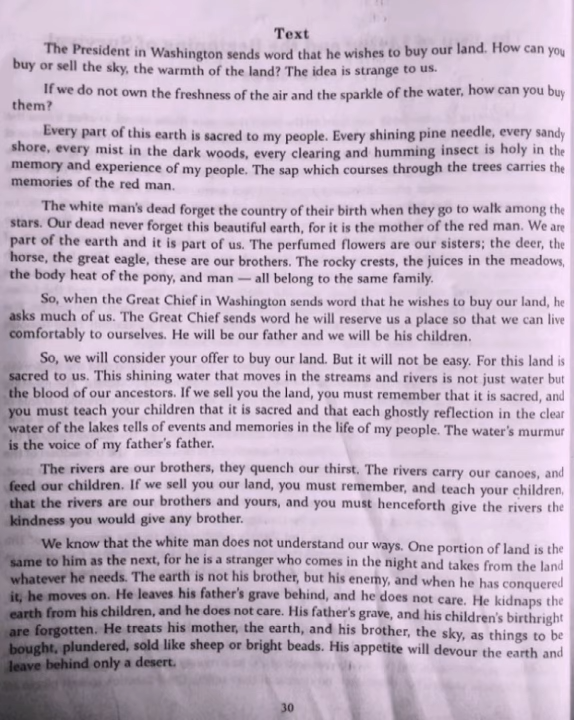 Text
The President in Washington sends word that he wishes to buy our land. How can you
buy or sell the sky, the warmth of the land? The idea is strange to us.
If we do not own the freshness of the air and the sparkle of the water, how can you buy
them?
Every part of this earth is sacred to my people. Every shining pine needle, every sandy
shore, every mist in the dark woods, every clearing and humming insect is holy in the
memory and experience of my people. The sap which courses through the trees carries the
memories of the red man.
The white man's dead forget the country of their birth when they go to walk among the
stars. Our dead never forget this beautiful earth, for it is the mother of the red man. We are
part of the earth and it is part of us. The perfumed flowers are our sisters; the deer, the
horse, the great eagle, these are our brothers. The rocky crests, the juices in the meadows,
the body heat of the pony, and man — all belong to the same family.
So, when the Great Chief in Washington sends word that he wishes to buy our land, he
asks much of us. The Great Chief sends word he will reserve us a place so that we can live
comfortably to ourselves. He will be our father and we will be his children.
So, we will consider your offer to buy our land. But it will not be easy. For this land is
sacred to us. This shining water that moves in the streams and rivers is not just water but
the blood of our ancestors. If we sell you the land, you must remember that it is sacred, and
you must teach your children that it is sacred and that each ghostly reflection in the clear
water of the lakes tells of events and memories in the life of my people. The water's murmur
is the voice of my father's father.
The rivers are our brothers, they quench our thirst. The rivers carry our canoes, and
feed our children. If we sell you our land, you must remember, and teach your children,
that the rivers are our brothers and yours, and you must henceforth give the rivers the
kindness you would give any brother.
We know that the white man does not understand our ways. One portion of land is the
same to him as the next, for he is a stranger who comes in the night and takes from the land
whatever he needs. The earth is not his brother, but his enemy, and when he has conquered
it, he moves on. He leaves his father's grave behind, and he does not care. He kidnaps the
earth from his children, and he does not care. His father's grave, and his children's birthright
are forgotten. He treats his mother, the earth, and his brother, the sky, as things to be
bought, plundered, sold like sheep or bright beads. His appetite will devour the earth and
leave behind only a desert.
30